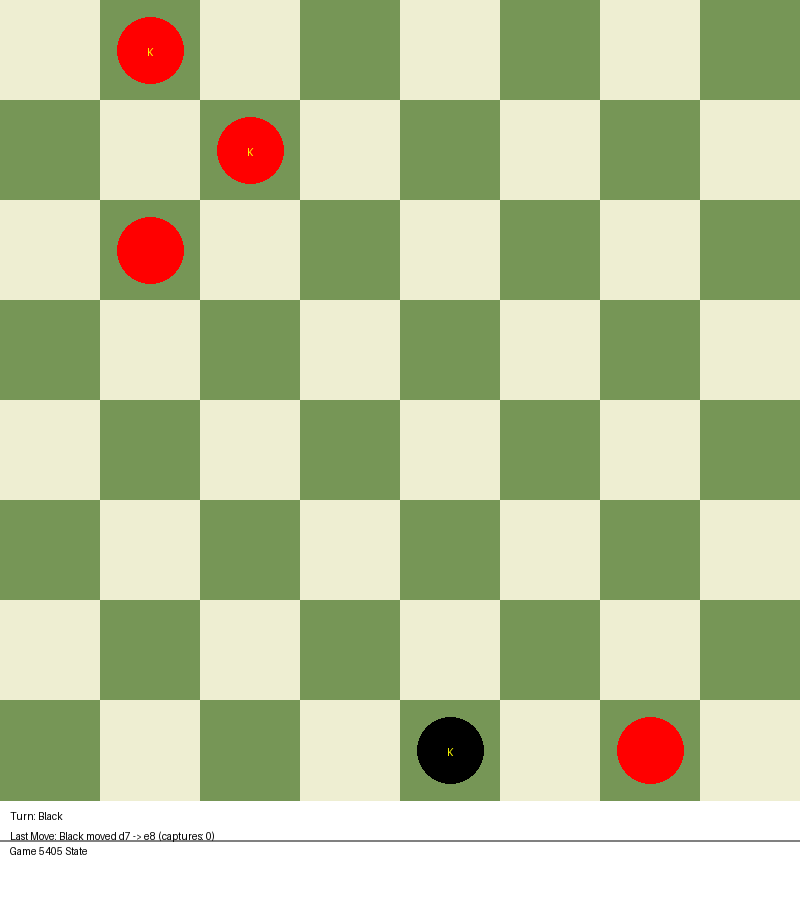 K
K
K
Turn: Black
Last Move: Black moved d7 -> e8 (captures: 0)
Game 5405 State